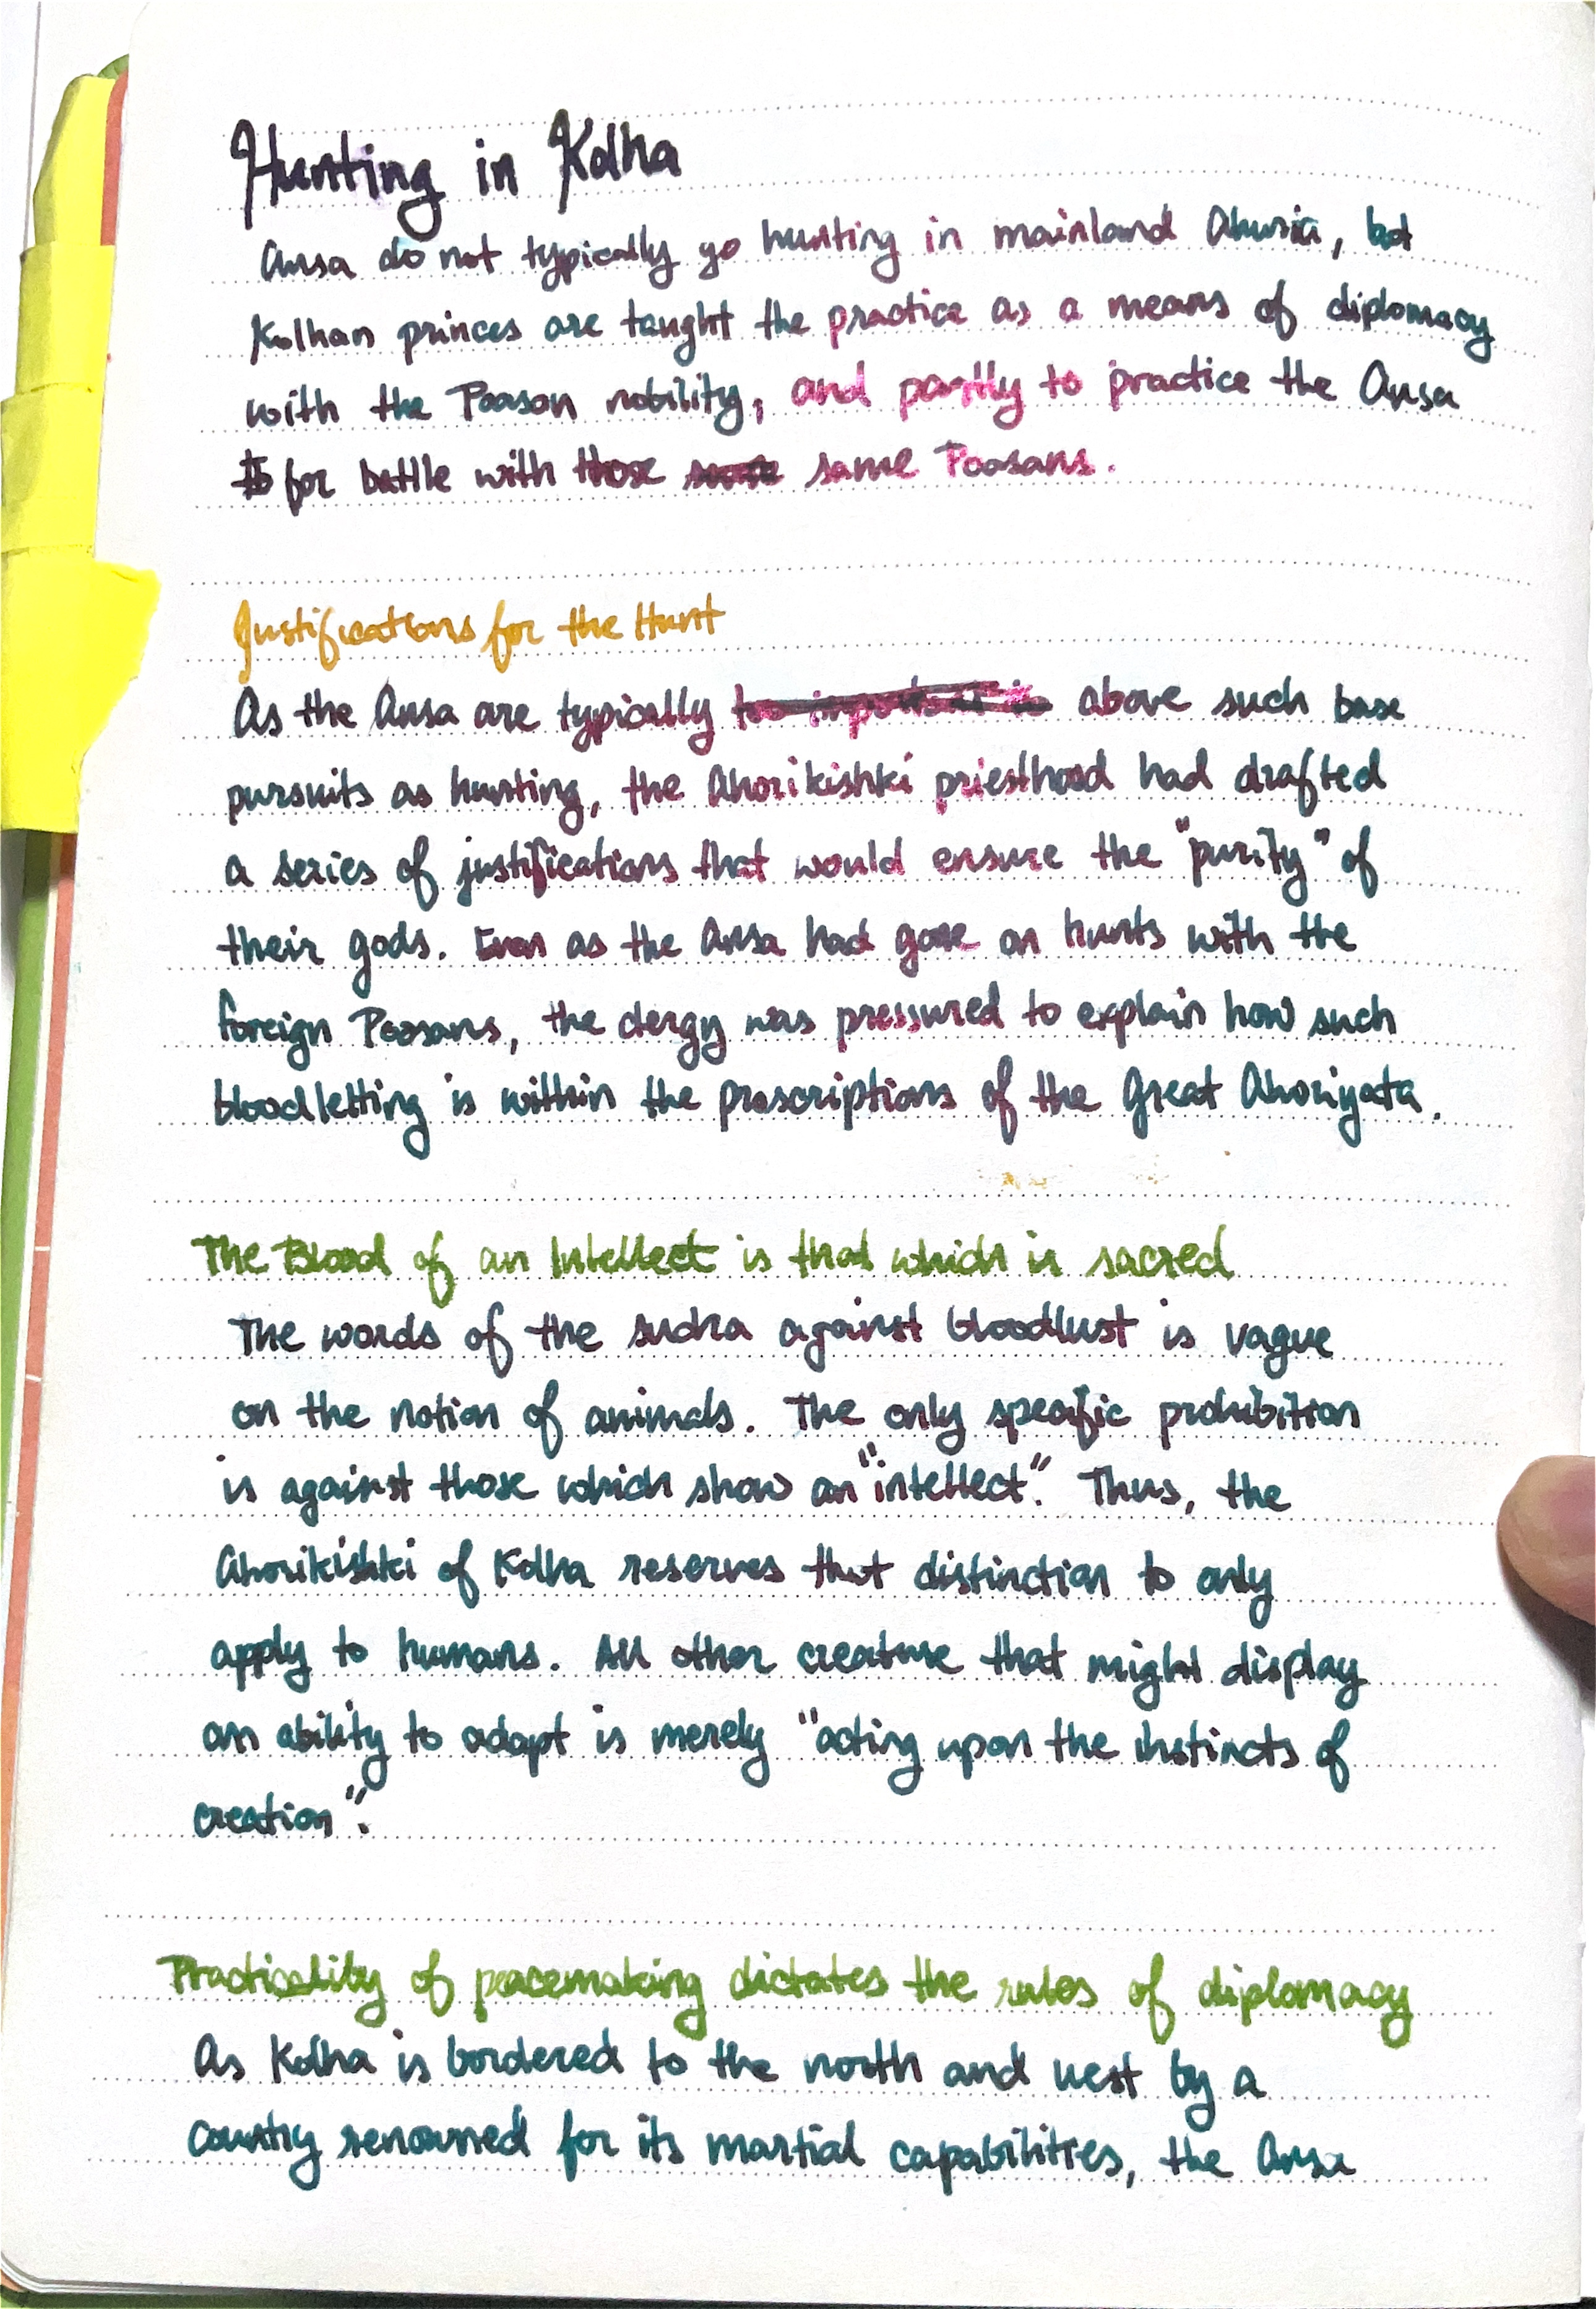 Hunting in Kolha
Ansa do not typically go hunting in mainland Ahuria, but
Kolhan princes are taught the practice as a means of diplomacy
with the Poosan nobility, and partly to practice the Ansa
for battle with those same Poosans.
Justifications for the Hunt
As the Ansa are typically above such base
pursuits as hunting, the Ahorikishki priesthood had drafted
a series of justifications that would ensure the "purity" of
their gods. Even as the Ansa had gone on hunts with the
foreign Poosans, the clergy was pressured to explain how such
bloodletting is within the prescriptions of the Great Ahoriyata.
The Blood of an Intellect is that which is sacred
The words of the sudra against bloodlust is vague
on the notion of animals. The only specific prohibition
is against those which show an "intellect". Thus, the
Ahorikishki of Kolha reserves that distinction to only
apply to humans. All other creature that might display
an ability to adapt is merely "acting upon the instincts of
creation".
Practicality of peacemaking dictates the rules of diplomacy
As Kolha is bordered to the north and west by a
country renowned for its martial capabilities, the Ansa